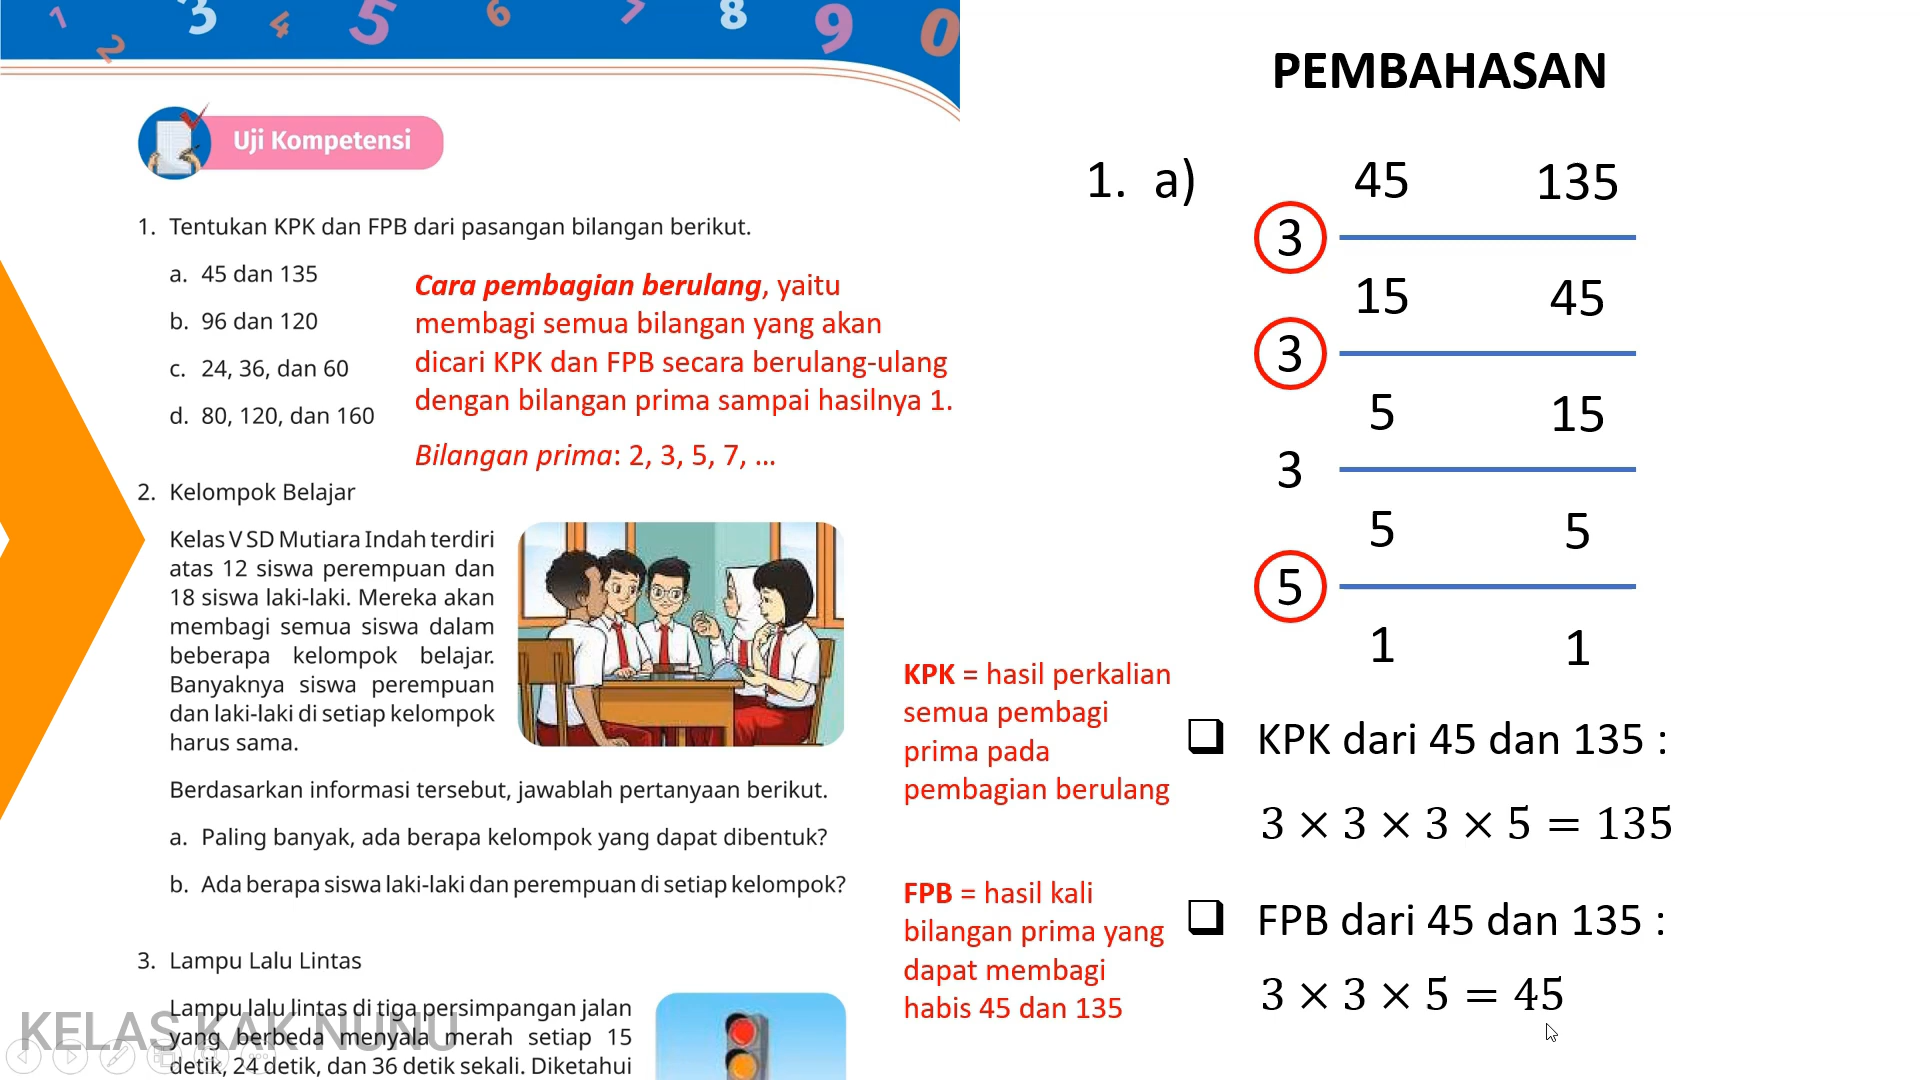 1 2 3 4 5 6 7 8 9 0
Uji Kompetensi
1. Tentukan KPK dan FPB dari pasangan bilangan berikut.
a. 45 dan 135
b. 96 dan 120
c. 24, 36, dan 60
d. 80, 120, dan 160
Cara pembagian berulang, yaitu
membagi semua bilangan yang akan
dicari KPK dan FPB secara berulang-ulang
dengan bilangan prima sampai hasilnya 1.
Bilangan prima: 2, 3, 5, 7, ...
2. Kelompok Belajar
Kelas V SD Mutiara Indah terdiri
atas 12 siswa perempuan dan
18 siswa laki-laki. Mereka akan
membagi semua siswa dalam
beberapa kelompok belajar.
Banyaknya siswa perempuan
dan laki-laki di setiap kelompok
harus sama.
Berdasarkan informasi tersebut, jawablah pertanyaan berikut.
a. Paling banyak, ada berapa kelompok yang dapat dibentuk?
b. Ada berapa siswa laki-laki dan perempuan di setiap kelompok?
3. Lampu Lalu Lintas
Lampu lalu lintas di tiga persimpangan jalan
yang berbeda menyala merah setiap 15
detik, 24 detik, dan 36 detik sekali. Diketahui
KELAS KAK NUNU
PEMBAHASAN
1. a) 45 135
3
15 45
3
5 15
3
5 5
5
1 1
KPK = hasil perkalian
semua pembagi
prima pada
pembagian berulang
❑ KPK dari 45 dan 135 :
3 × 3 × 3 × 5 = 135
FPB = hasil kali
bilangan prima yang
dapat membagi
habis 45 dan 135
❑ FPB dari 45 dan 135 :
3 × 3 × 5 = 45